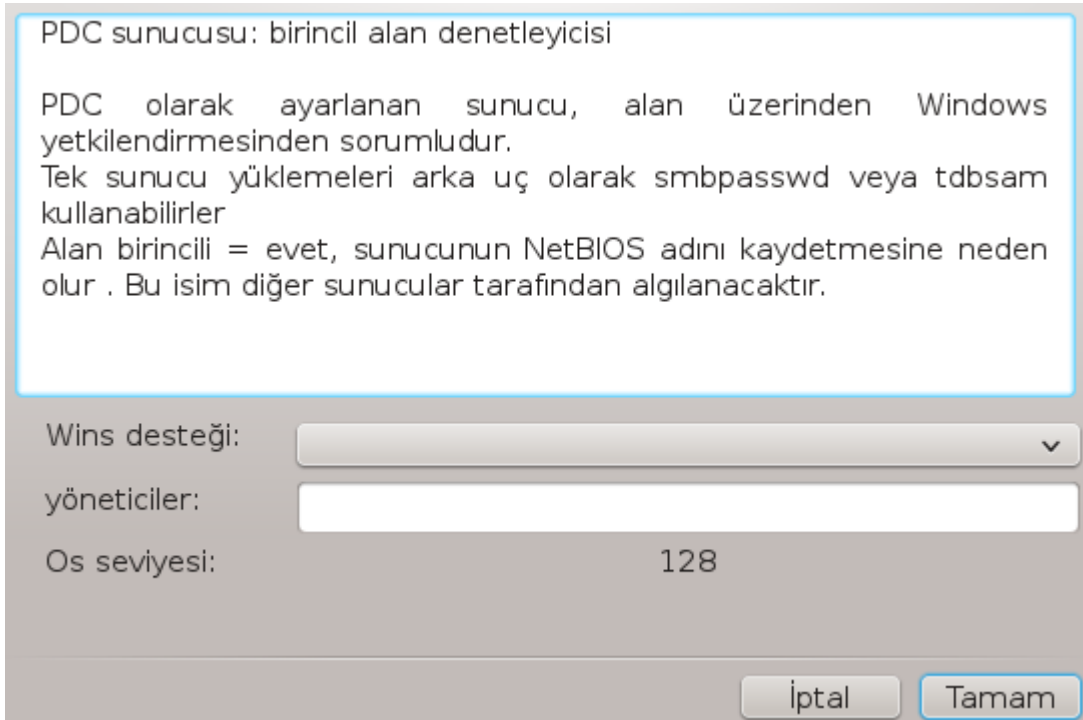 PDC sunucusu: birincil alan denetleyicisi
PDC olarak ayarlanan sunucu, alan üzerinden Windows
yetkilendirmesinden sorumludur.
Tek sunucu yüklemeleri arka uç olarak smbpasswd veya tdbsam
kullanabilirler
Alan birincili = evet, sunucunun NetBIOS adını kaydetmesine neden
olur . Bu isim diğer sunucular tarafından algılanacaktır.
Wins desteği:
yöneticiler:
Os seviyesi: 128
İptal Tamam